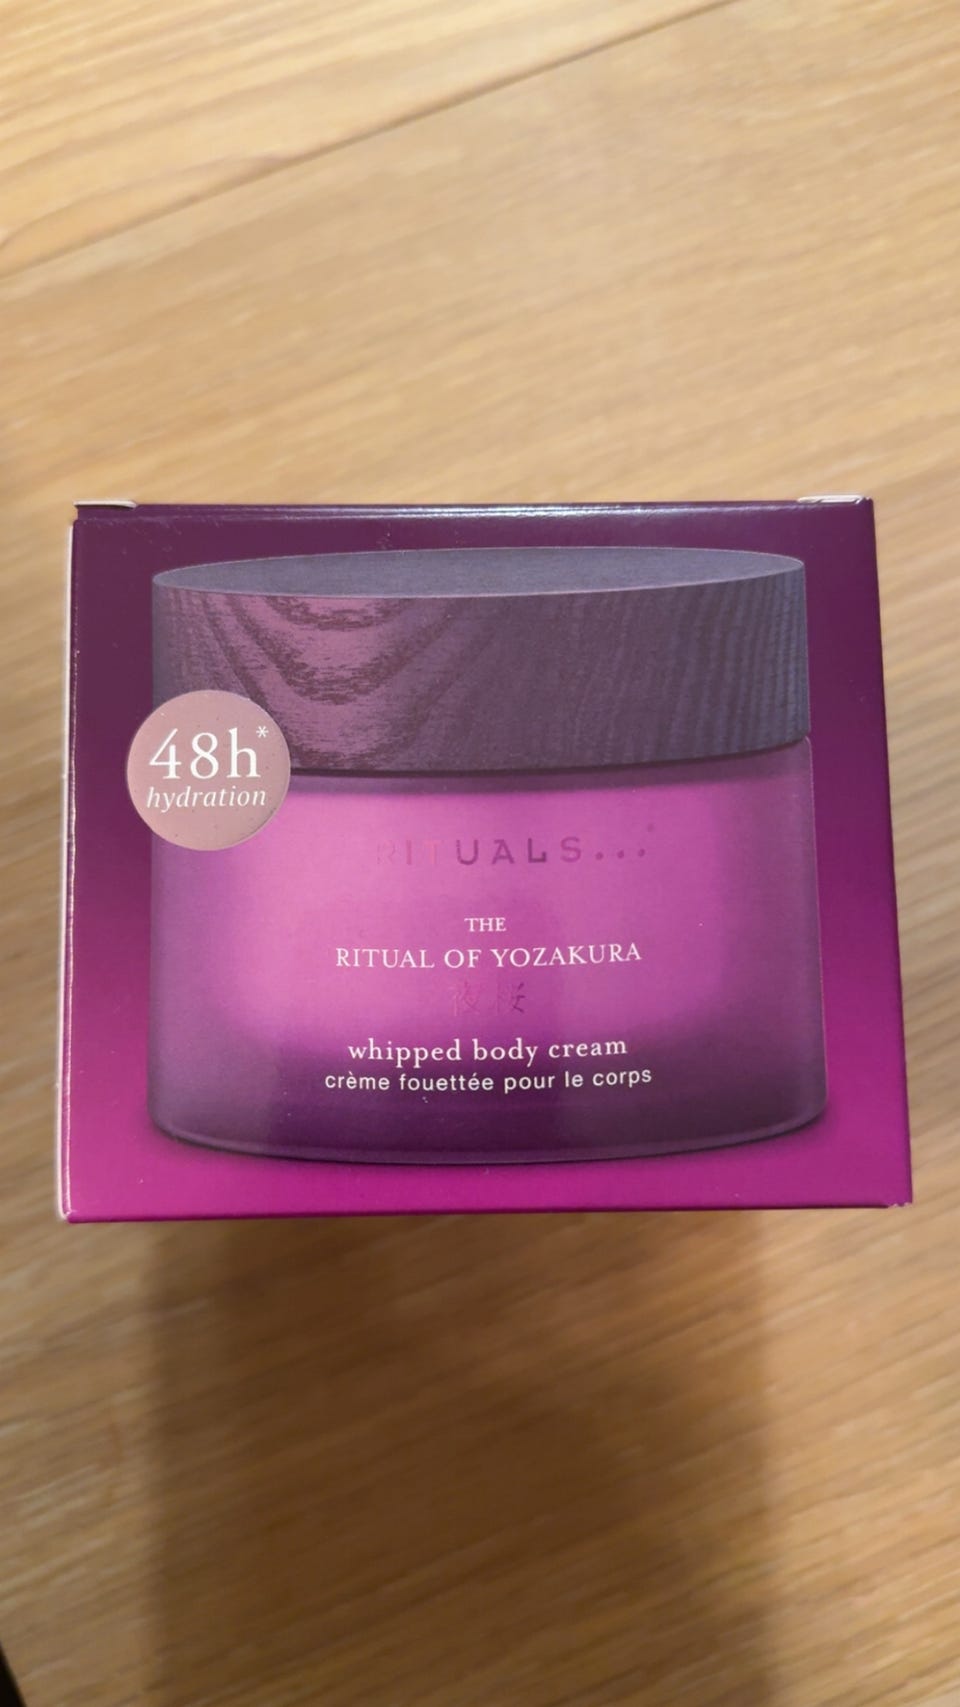 48h*
hydration
RITUALS...
THE
RITUAL OF YOZAKURA
夜桜
whipped body cream
crème fouettée pour le corps